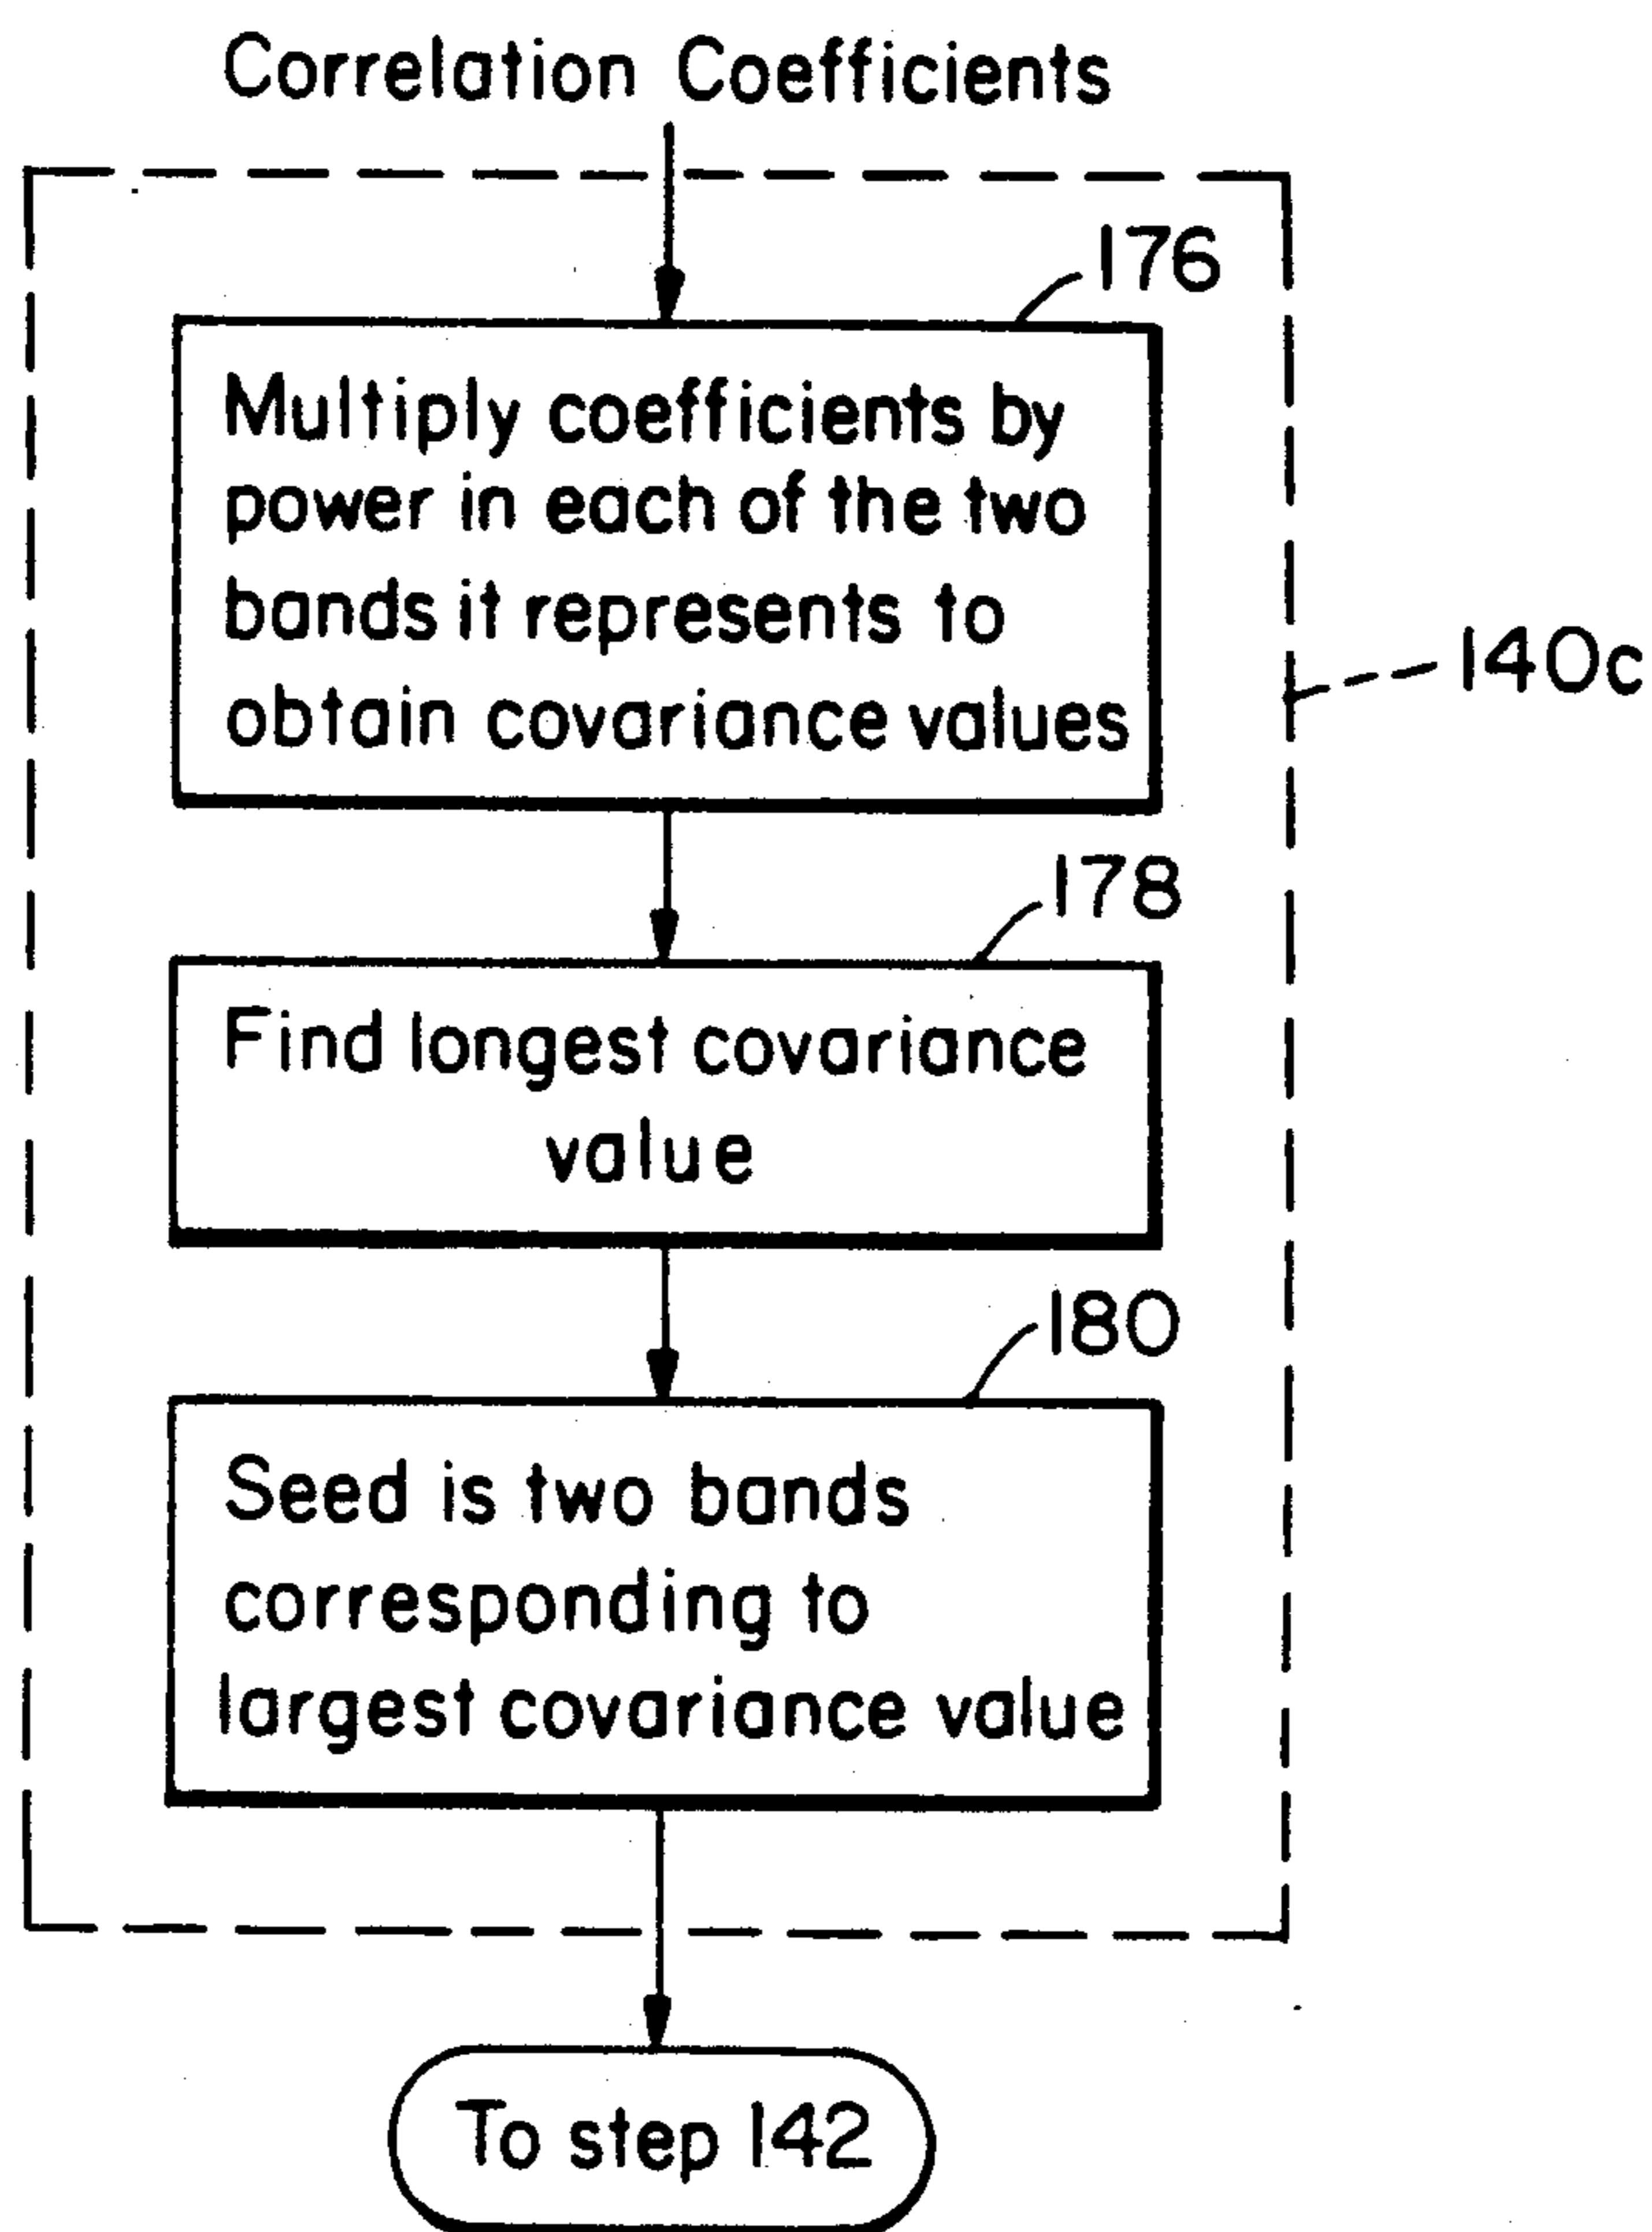 Correlation Coefficients
176
Multiply coefficients by
power in each of the two
bands it represents to
obtain covariance values
140c
178
Find longest covariance
value
180
Seed is two bands
corresponding to
largest covariance value
To step 142